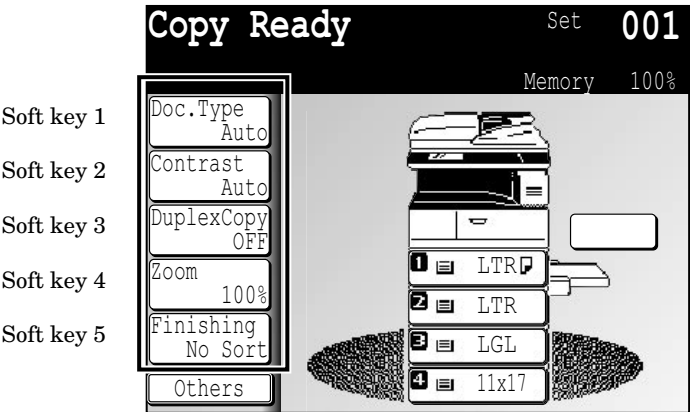 Copy Ready Set 001
Memory 100%
Soft key 1
Doc.Type
Auto
Soft key 2
Contrast
Auto
Soft key 3
DuplexCopy
OFF
Soft key 4
Zoom
100%
Soft key 5
Finishing
No Sort
Others
1 LTR
2 LTR
3 LGL
4 11x17